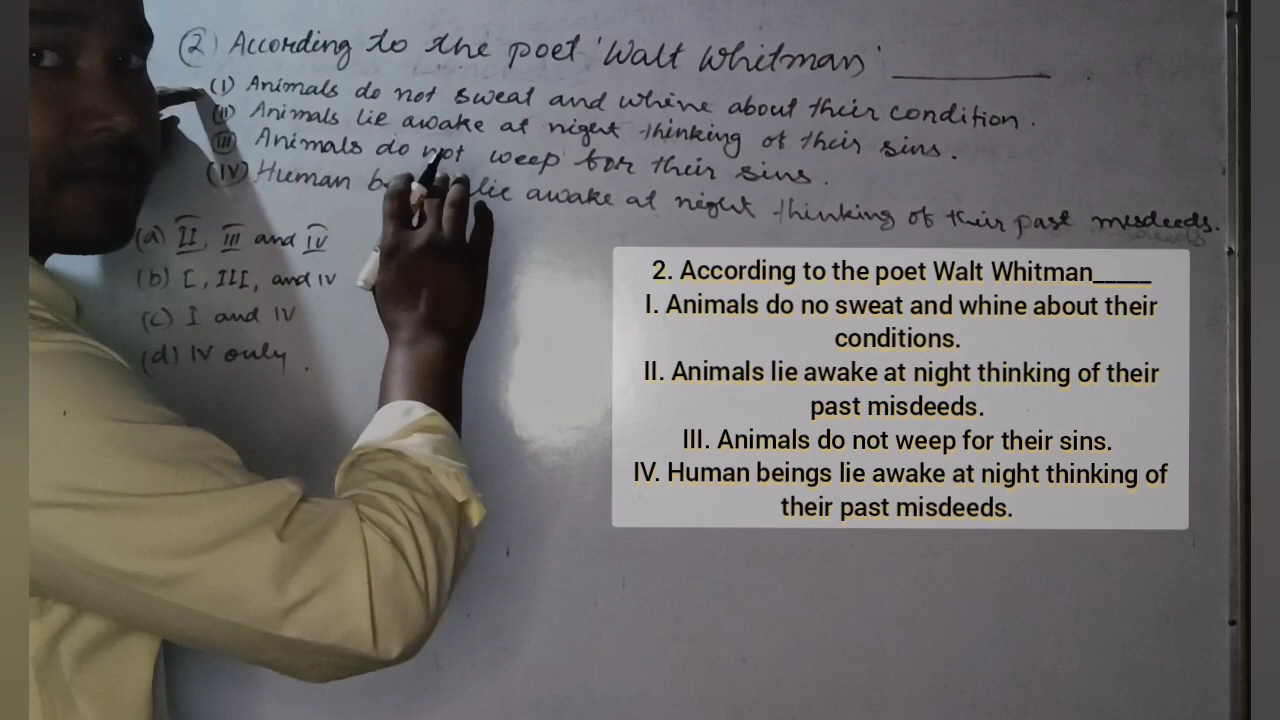 (2) According to the poet 'Walt Whitman' ________
(I) Animals do not sweat and whine about their condition.
(II) Animals lie awake at night thinking of their sins.
(III) Animals do not weep for their sins.
(IV) Human lie awake at night thinking of their past misdeeds.
(a) II, III and IV
(b) I, III, and IV
(c) I and IV
(d) IV only.
2. According to the poet Walt Whitman_____
I. Animals do no sweat and whine about their
conditions.
II. Animals lie awake at night thinking of their
past misdeeds.
III. Animals do not weep for their sins.
IV. Human beings lie awake at night thinking of
their past misdeeds.